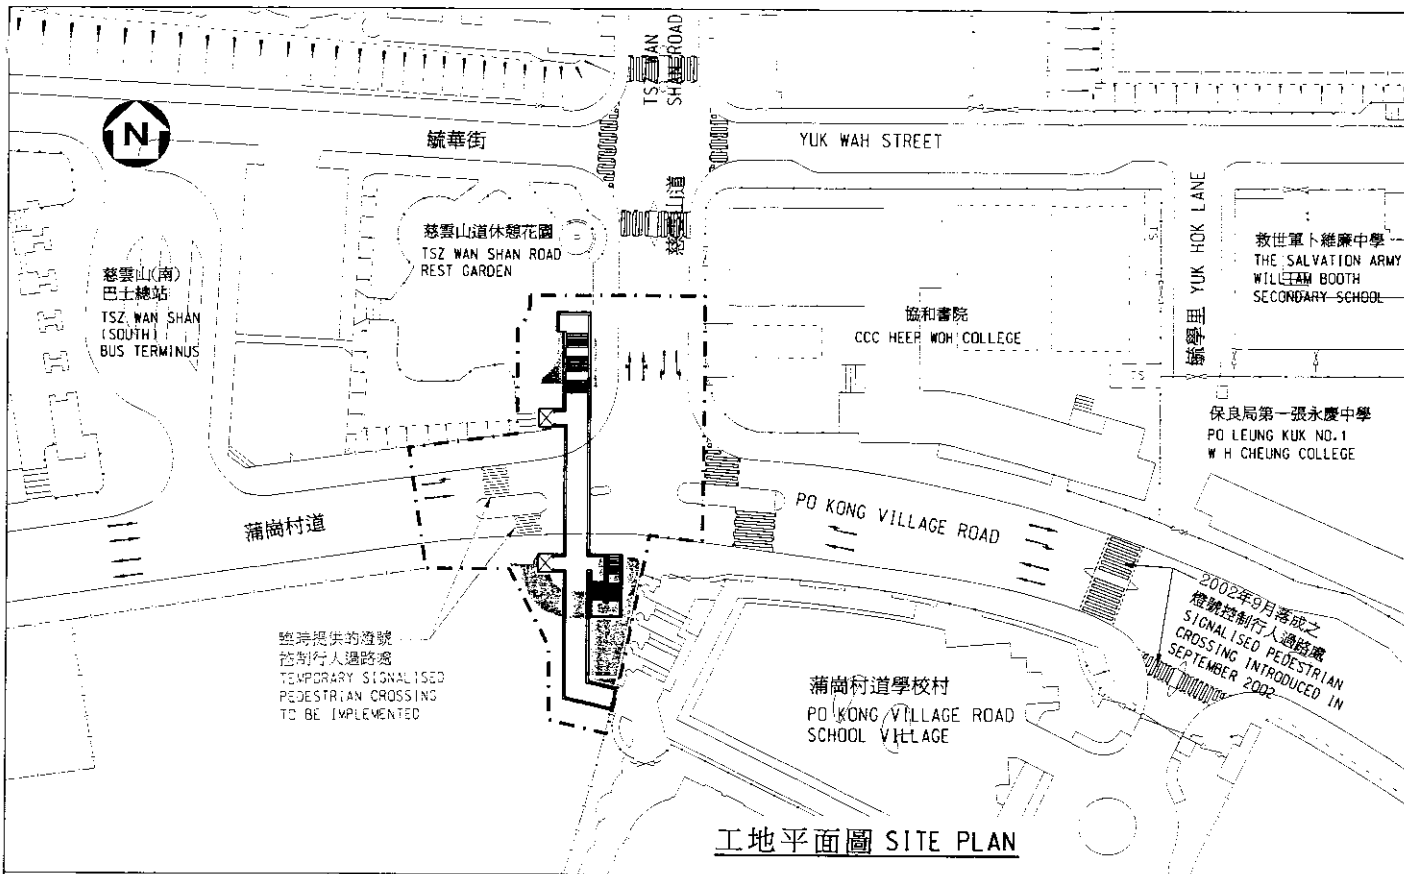 TSZ WAN
SHAN ROAD
N
毓華街
YUK WAH STREET
慈雲山道
毓學里 YUK HOK LANE
慈雲山道休憩花園
TSZ WAN SHAN ROAD
REST GARDEN
慈雲山(南)
巴士總站
TSZ WAN SHAN
(SOUTH)
BUS TERMINUS
協和書院
CCC HEEP WOH COLLEGE
救世軍卜維廉中學
THE SALVATION ARMY
WILLIAM BOOTH
SECONDARY SCHOOL
保良局第一張永慶中學
PO LEUNG KUK NO.1
W H CHEUNG COLLEGE
蒲崗村道
PO KONG VILLAGE ROAD
臨時提供的燈號
控制行人過路處
TEMPORARY SIGNALISED
PEDESTRIAN CROSSING
TO BE IMPLEMENTED
2002年9月落成之
燈號控制行人過路處
SIGNALISED PEDESTRIAN
CROSSING INTRODUCED IN
SEPTEMBER 2002
蒲崗村道學校村
PO KONG VILLAGE ROAD
SCHOOL VILLAGE
工地平面圖 SITE PLAN